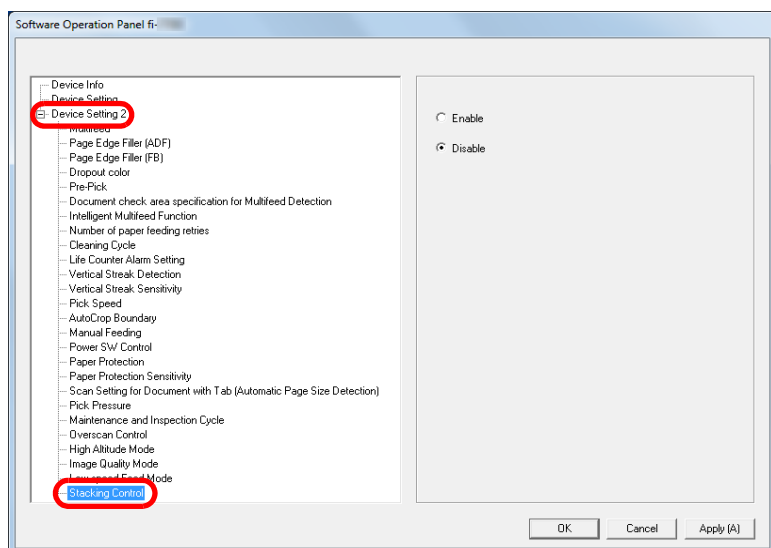 Software Operation Panel fi-
Device Info
Device Setting
Device Setting 2
Multifeed
Page Edge Filler (ADF)
Page Edge Filler (FB)
Dropout color
Pre-Pick
Document check area specification for Multifeed Detection
Intelligent Multifeed Function
Number of paper feeding retries
Cleaning Cycle
Life Counter Alarm Setting
Vertical Streak Detection
Vertical Streak Sensitivity
Pick Speed
AutoCrop Boundary
Manual Feeding
Power SW Control
Paper Protection
Paper Protection Sensitivity
Scan Setting for Document with Tab (Automatic Page Size Detection)
Pick Pressure
Maintenance and Inspection Cycle
Overscan Control
High Altitude Mode
Image Quality Mode
Low-speed Feed Mode
Stacking Control
Enable
Disable
OK Cancel Apply (A)